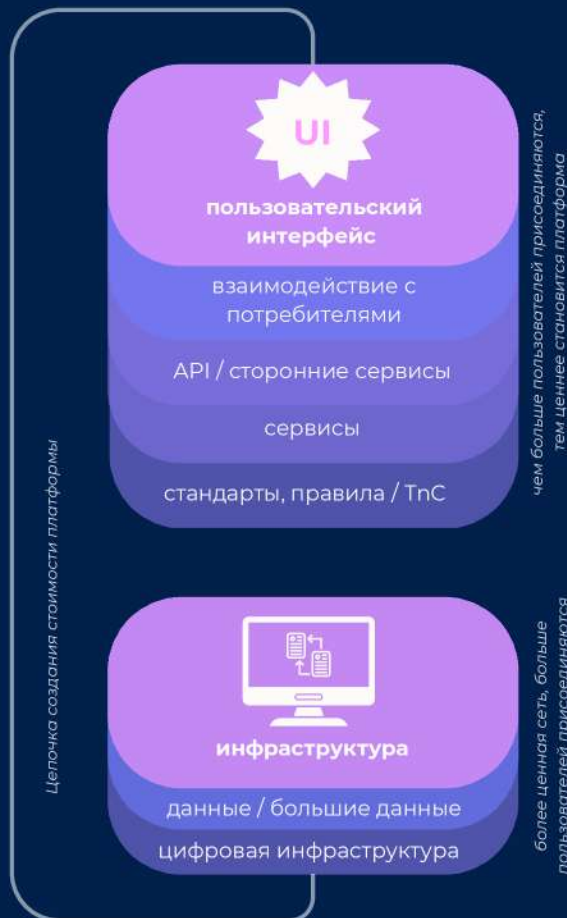 UI
пользовательский
интерфейс
взаимодействие с
потребителями
API / сторонние сервисы
сервисы
стандарты, правила / TnC
чем больше пользователей присоединяются,
тем ценнее становится платформа
Цепочка создания стоимости платформы
инфраструктура
данные / большие данные
цифровая инфраструктура
более ценная сеть, больше
пользователей присоединяются